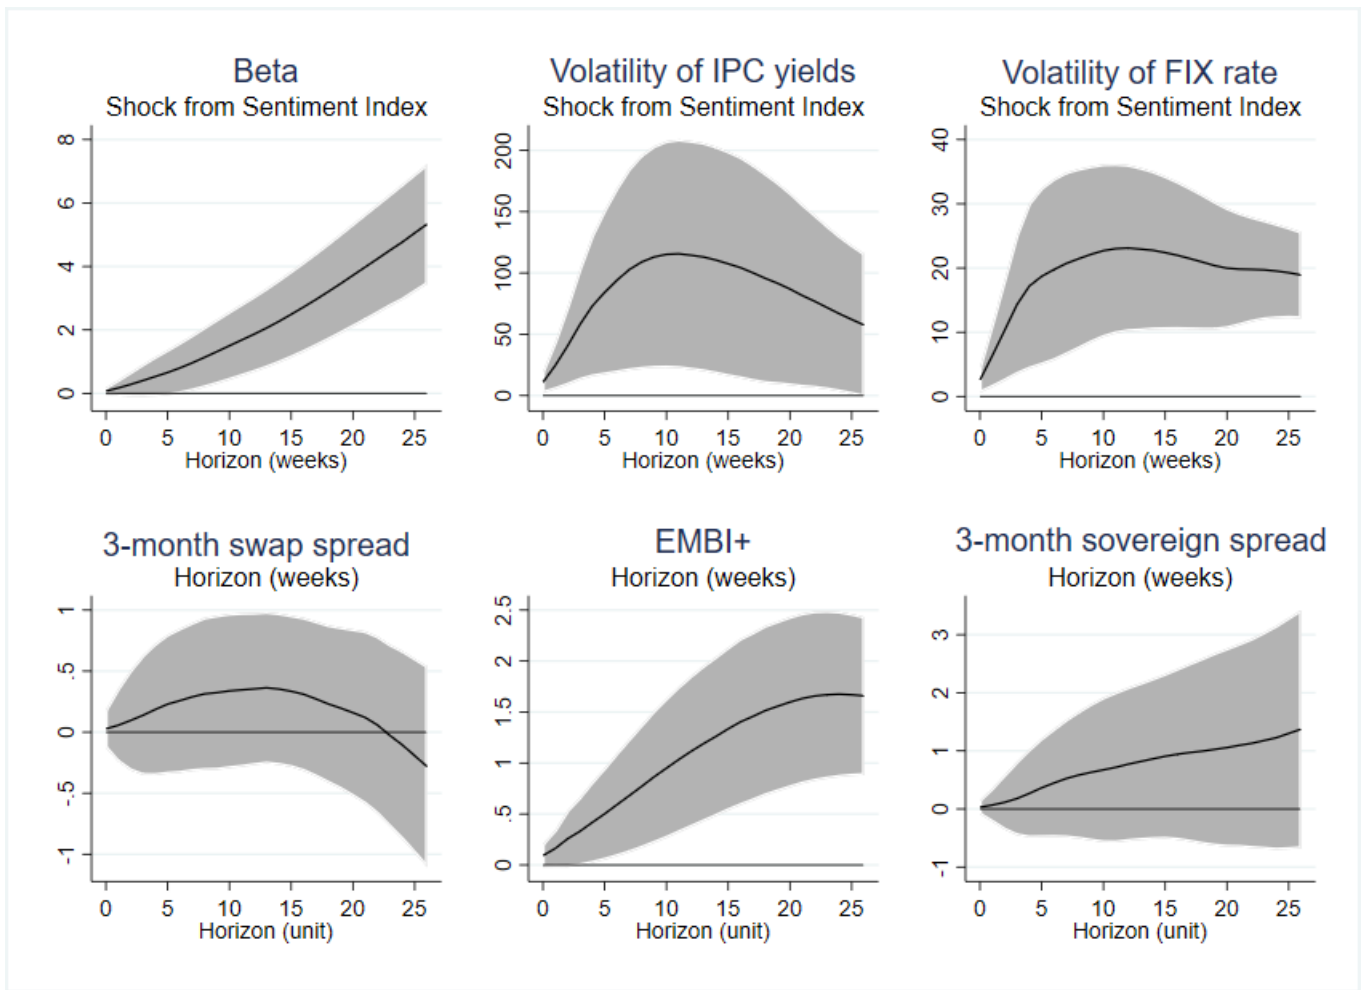 Beta
Shock from Sentiment Index
8
6
4
2
0
0 5 10 15 20 25
Horizon (weeks)
Volatility of IPC yields
Shock from Sentiment Index
200
150
100
50
0
0 5 10 15 20 25
Horizon (weeks)
Volatility of FIX rate
Shock from Sentiment Index
40
30
20
10
0
0 5 10 15 20 25
Horizon (weeks)
3-month swap spread
Horizon (weeks)
1
.5
0
-.5
-1
0 5 10 15 20 25
Horizon (unit)
EMBI+
Horizon (weeks)
2.5
2
1.5
1
.5
0
0 5 10 15 20 25
Horizon (unit)
3-month sovereign spread
Horizon (weeks)
3
2
1
0
-1
0 5 10 15 20 25
Horizon (unit)